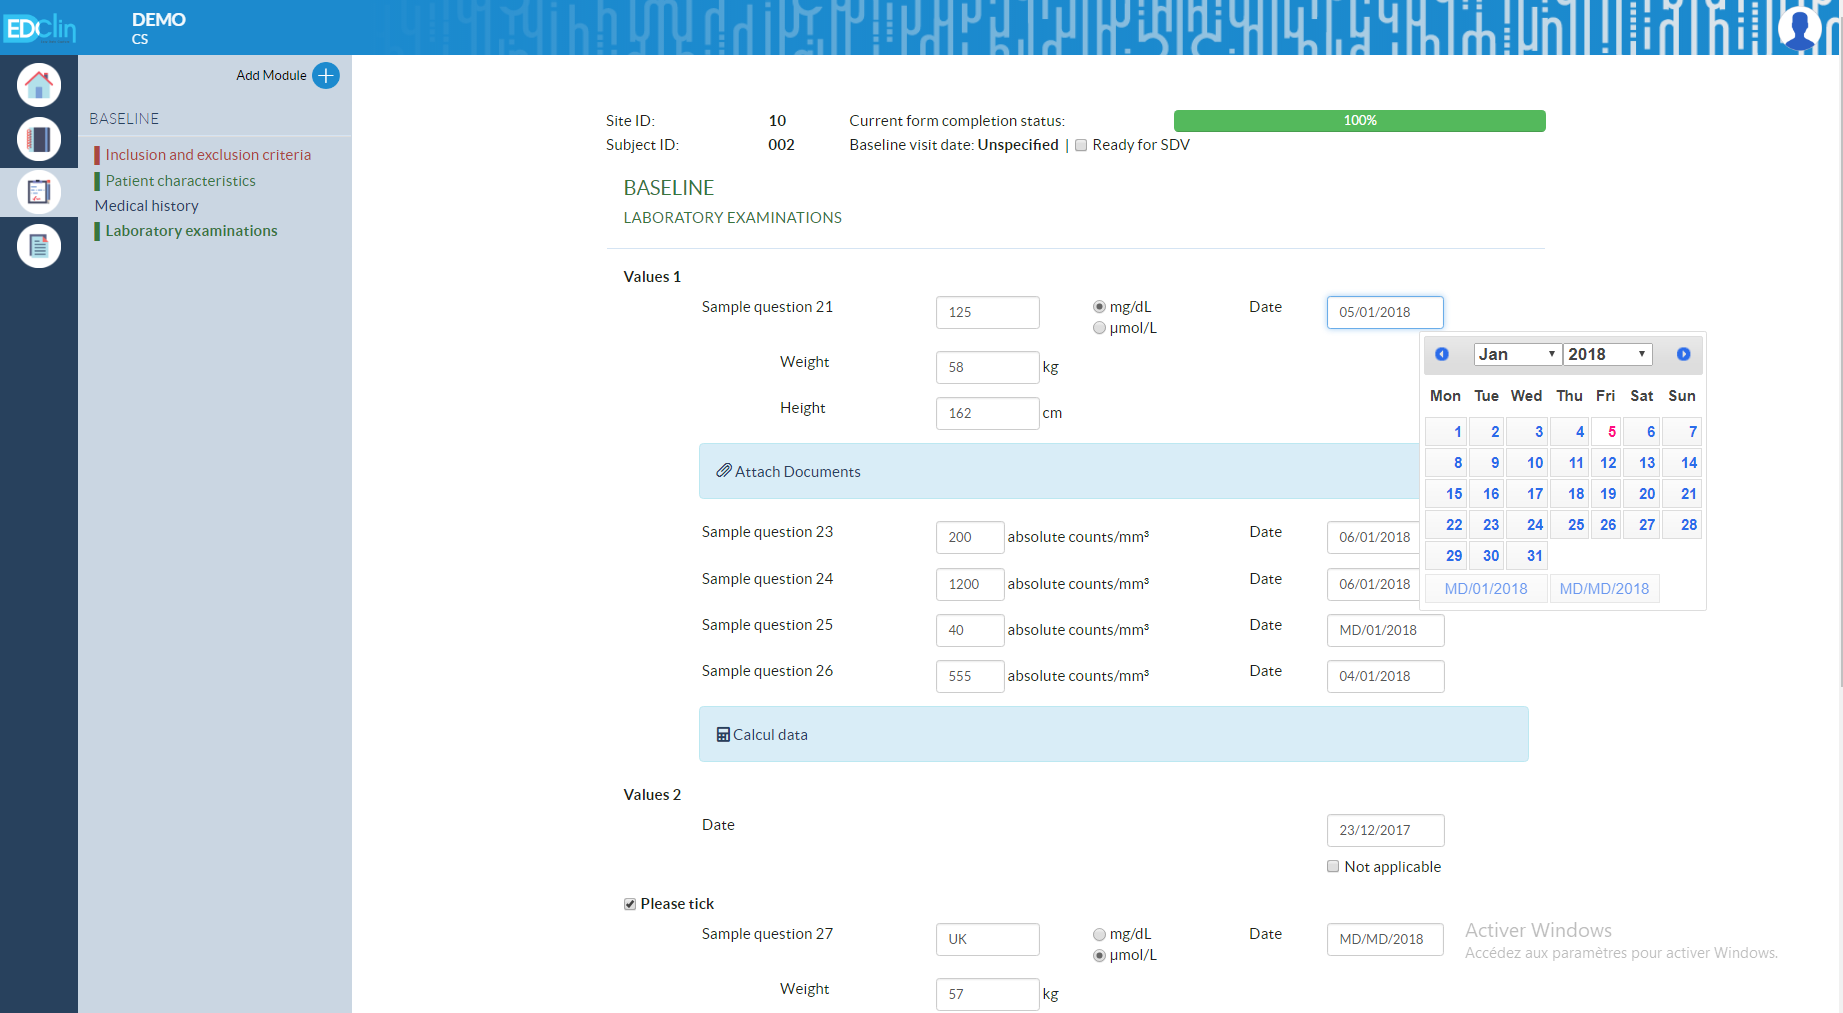 EDClin
DEMO
CS
Add Module
BASELINE
Inclusion and exclusion criteria
Patient characteristics
Medical history
Laboratory examinations
Site ID: 10 Current form completion status: 100%
Subject ID: 002 Baseline visit date: Unspecified | Ready for SDV
BASELINE
LABORATORY EXAMINATIONS
Values 1
Sample question 21 125 mg/dL Date 05/01/2018
µmol/L
Weight 58 kg
Height 162 cm
Attach Documents
Jan 2018
Mon Tue Wed Thu Fri Sat Sun
1 2 3 4 5 6 7
8 9 10 11 12 13 14
15 16 17 18 19 20 21
22 23 24 25 26 27 28
29 30 31
MD/01/2018 MD/MD/2018
Sample question 23 200 absolute counts/mm³ Date 06/01/2018
Sample question 24 1200 absolute counts/mm³ Date 06/01/2018
Sample question 25 40 absolute counts/mm³ Date MD/01/2018
Sample question 26 555 absolute counts/mm³ Date 04/01/2018
Calcul data
Values 2
Date 23/12/2017
Not applicable
Please tick
Sample question 27 UK mg/dL Date MD/MD/2018
µmol/L
Weight 57 kg
Activer Windows
Accédez aux paramètres pour activer Windows.